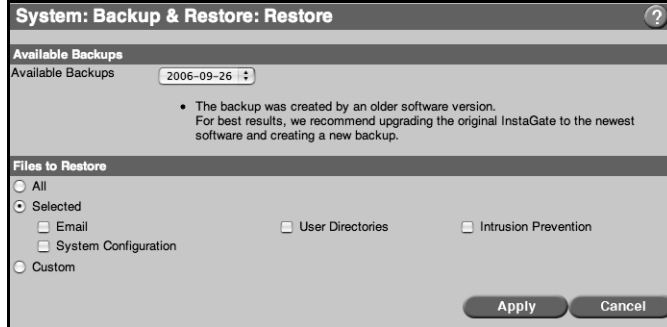 System: Backup & Restore: Restore
?
Available Backups
Available Backups
2006-09-26
• The backup was created by an older software version.
For best results, we recommend upgrading the original InstaGate to the newest
software and creating a new backup.
Files to Restore
All
Selected
Email
User Directories
Intrusion Prevention
System Configuration
Custom
Apply
Cancel